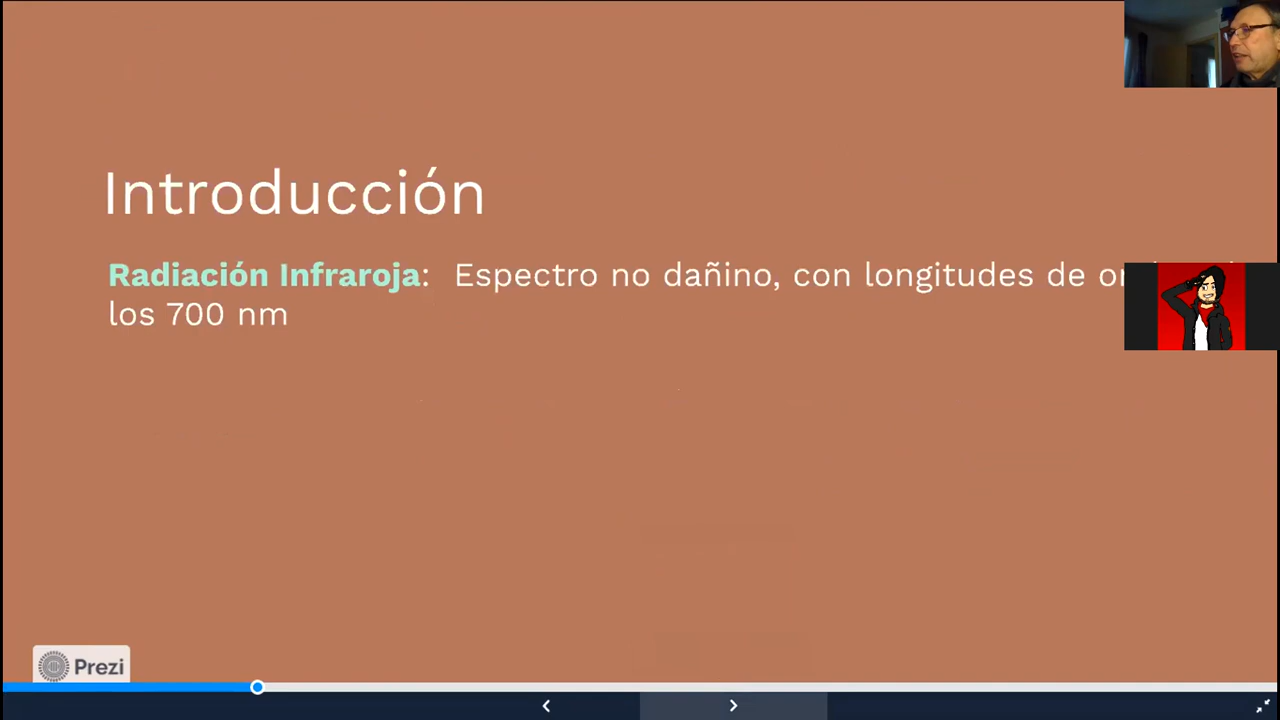 Introducción
Radiación Infraroja: Espectro no dañino, con longitudes de
los 700 nm
Prezi